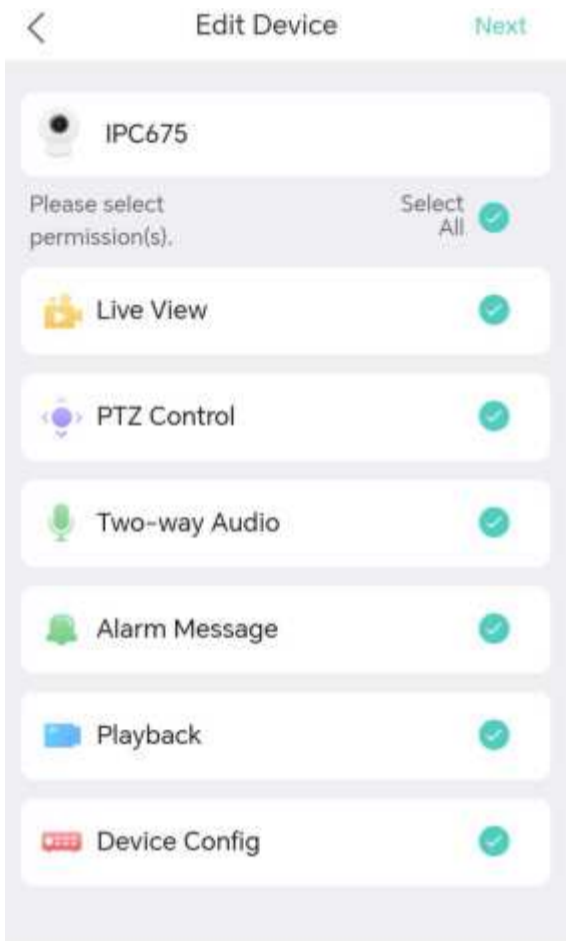 Edit Device
Next
IPC675
Please select
permission(s).
Select
All
Live View
PTZ Control
Two-way Audio
Alarm Message
Playback
Device Config